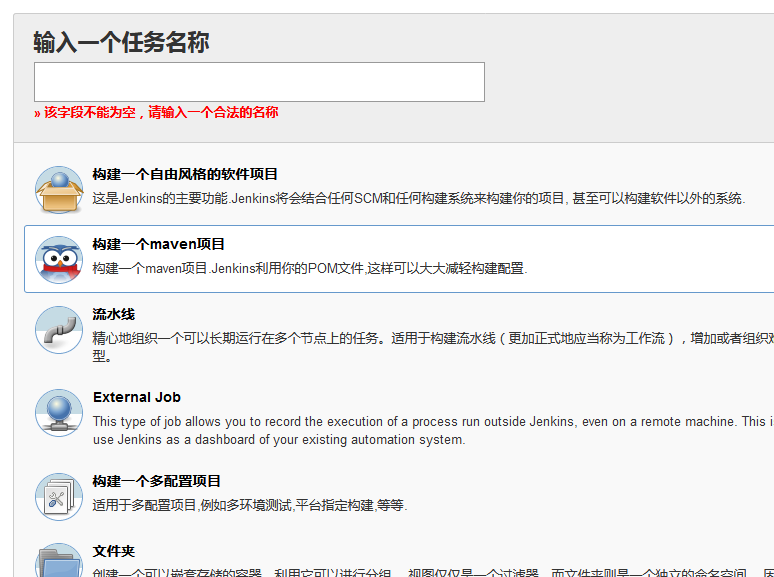 输入一个任务名称
» 该字段不能为空，请输入一个合法的名称
构建一个自由风格的软件项目
这是Jenkins的主要功能.Jenkins将会结合任何SCM和任何构建系统来构建你的项目, 甚至可以构建软件以外的系统.
构建一个maven项目
构建一个maven项目.Jenkins利用你的POM文件,这样可以大大减轻构建配置.
流水线
精心地组织一个可以长期运行在多个节点上的任务。适用于构建流水线（更加正式地应当称为工作流），增加或者组织
型。
External Job
This type of job allows you to record the execution of a process run outside Jenkins, even on a remote machine. This
use Jenkins as a dashboard of your existing automation system.
构建一个多配置项目
适用于多配置项目,例如多环境测试,平台指定构建,等等.
文件夹
创建一个可以嵌套存储的容器。利用它可以进行分组。 视图仅仅是一个过滤器，而文件夹则是一个独立的命名空间，